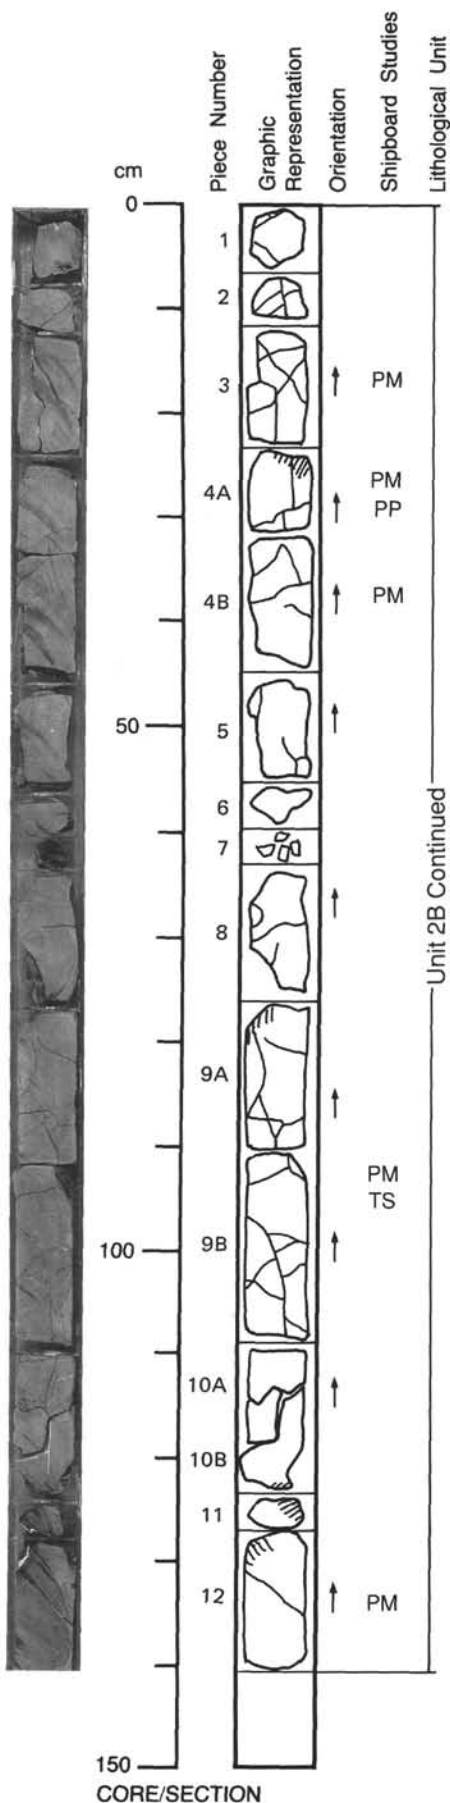 cm
Piece Number
Graphic
Representation
Orientation
Shipboard Studies
Lithological Unit
0
1
2
3
PM
4A
PM
PP
4B
PM
50
5
6
7
8
Unit 2B Continued
9A
PM
TS
100
9B
10A
10B
11
12
PM
150
CORE/SECTION